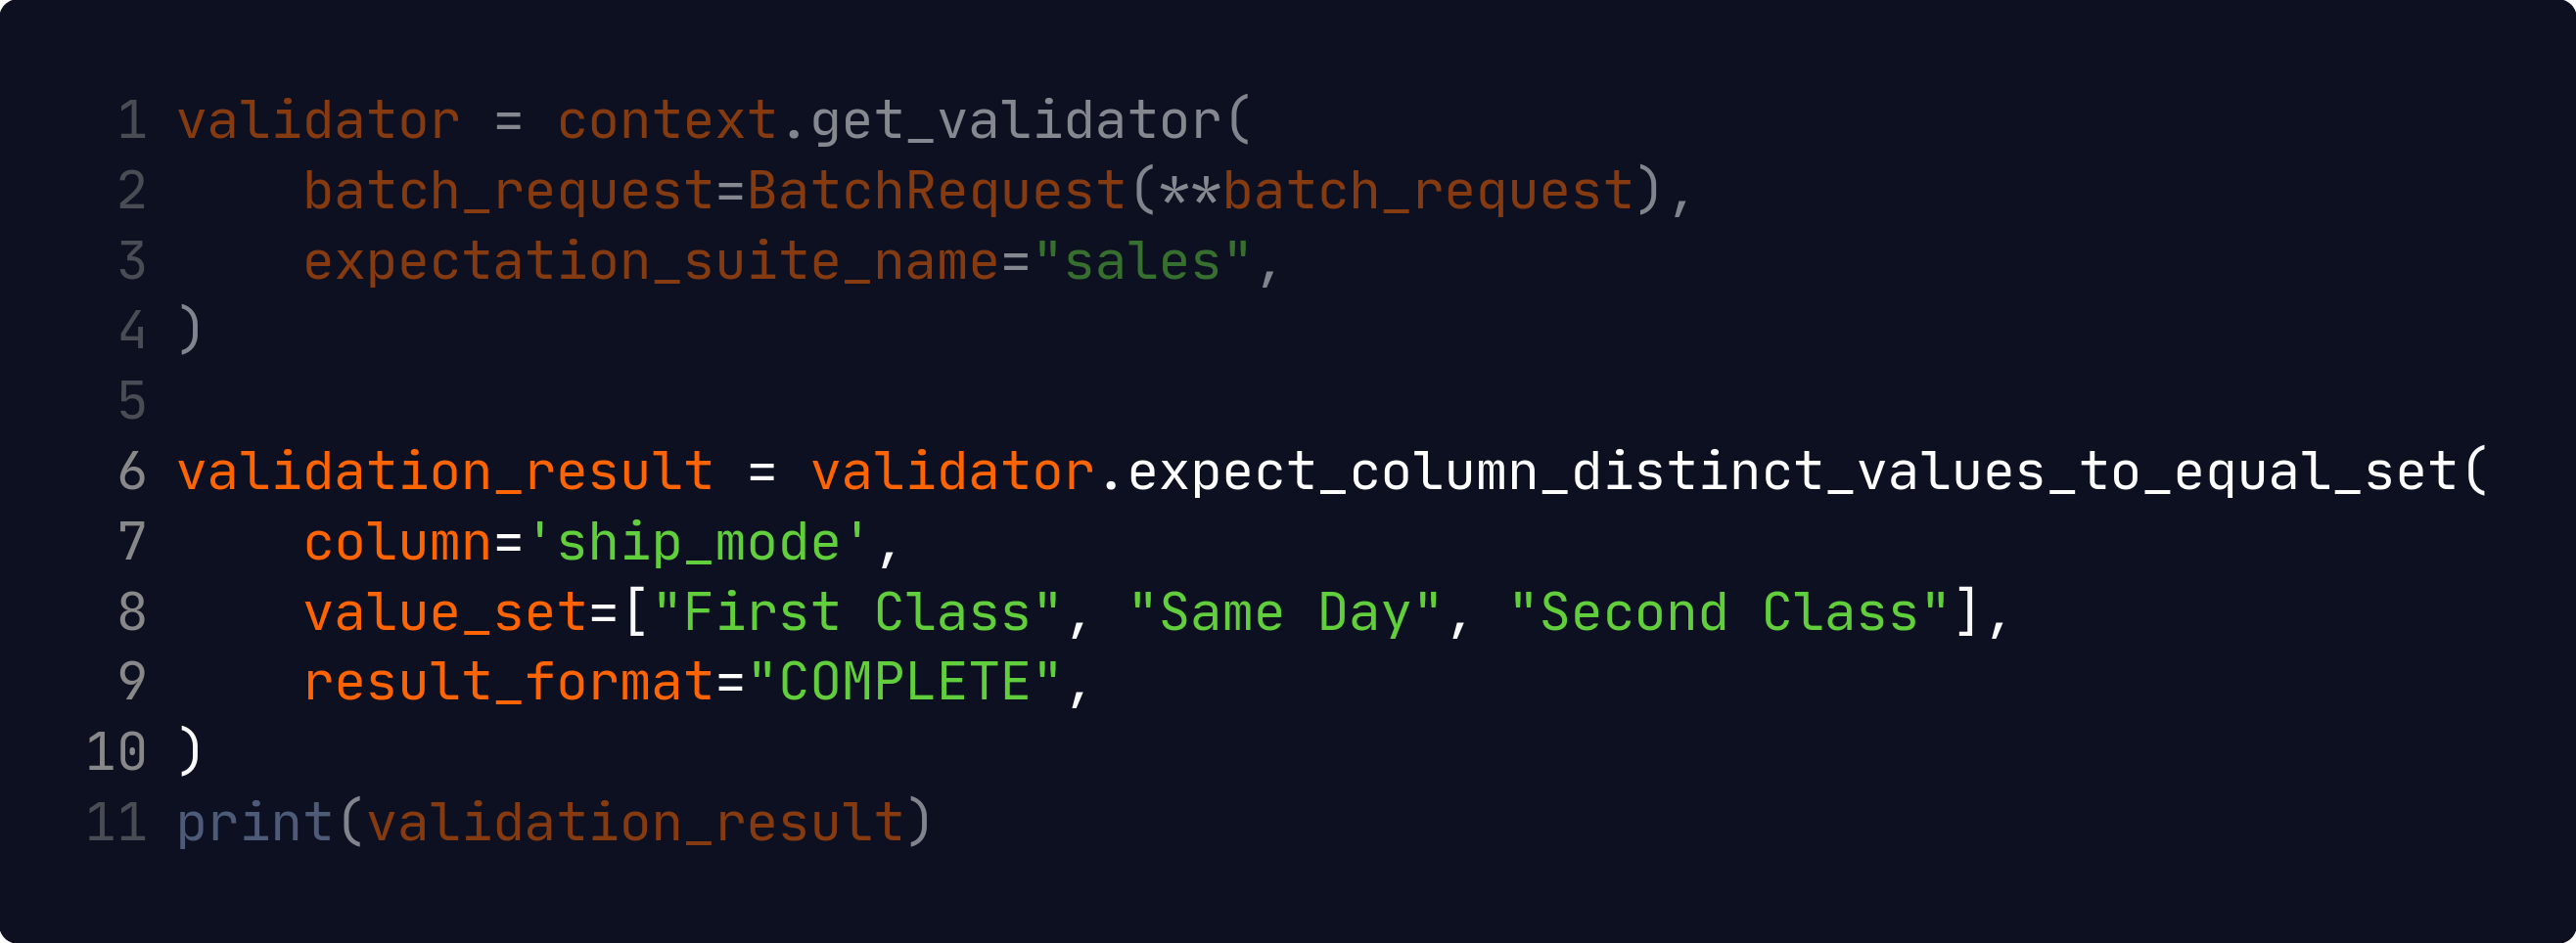 1 validator = context.get_validator(
2     batch_request=BatchRequest(**batch_request),
3     expectation_suite_name="sales",
4 )
5
6 validation_result = validator.expect_column_distinct_values_to_equal_set(
7     column='ship_mode',
8     value_set=["First Class", "Same Day", "Second Class"],
9     result_format="COMPLETE",
10 )
11 print(validation_result)